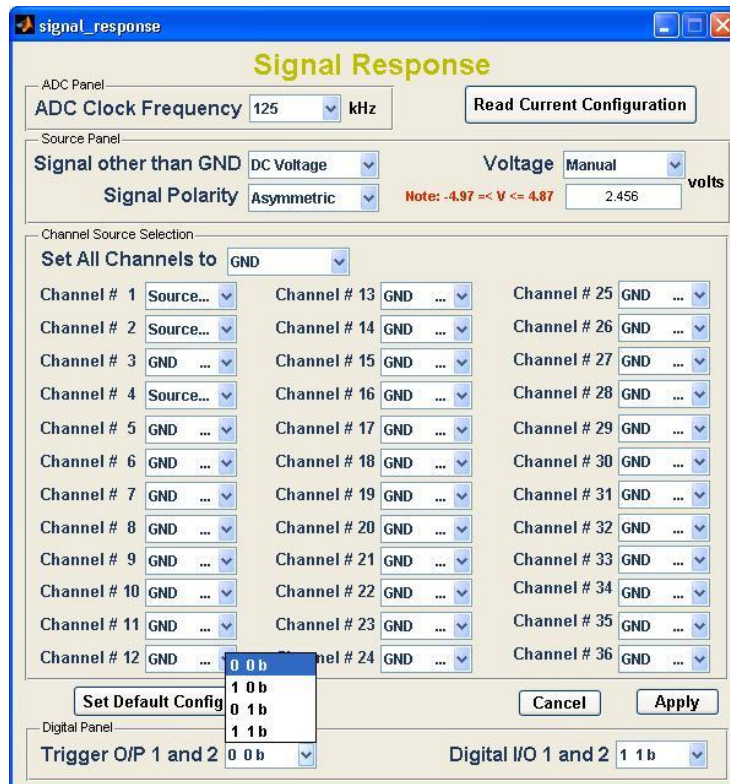 signal_response
Signal Response
ADC Panel
ADC Clock Frequency 125 kHz
Read Current Configuration
Source Panel
Signal other than GND DC Voltage
Voltage Manual
volts
Signal Polarity Asymmetric
Note: -4.97 =< V <= 4.87 2.456
Channel Source Selection
Set All Channels to GND
Channel # 1 Source... Channel # 13 GND ... Channel # 25 GND ...
Channel # 2 Source... Channel # 14 GND ... Channel # 26 GND ...
Channel # 3 GND ... Channel # 15 GND ... Channel # 27 GND ...
Channel # 4 Source... Channel # 16 GND ... Channel # 28 GND ...
Channel # 5 GND ... Channel # 17 GND ... Channel # 29 GND ...
Channel # 6 GND ... Channel # 18 GND ... Channel # 30 GND ...
Channel # 7 GND ... Channel # 19 GND ... Channel # 31 GND ...
Channel # 8 GND ... Channel # 20 GND ... Channel # 32 GND ...
Channel # 9 GND ... Channel # 21 GND ... Channel # 33 GND ...
Channel # 10 GND ... Channel # 22 GND ... Channel # 34 GND ...
Channel # 11 GND ... Channel # 23 GND ... Channel # 35 GND ...
Channel # 12 GND ... nel # 24 GND ... Channel # 36 GND ...
0 0 b
1 0 b
0 1 b
1 1 b
Set Default Config
Cancel
Apply
Digital Panel
Trigger O/P 1 and 2 0 0 b
Digital I/O 1 and 2 1 1 b